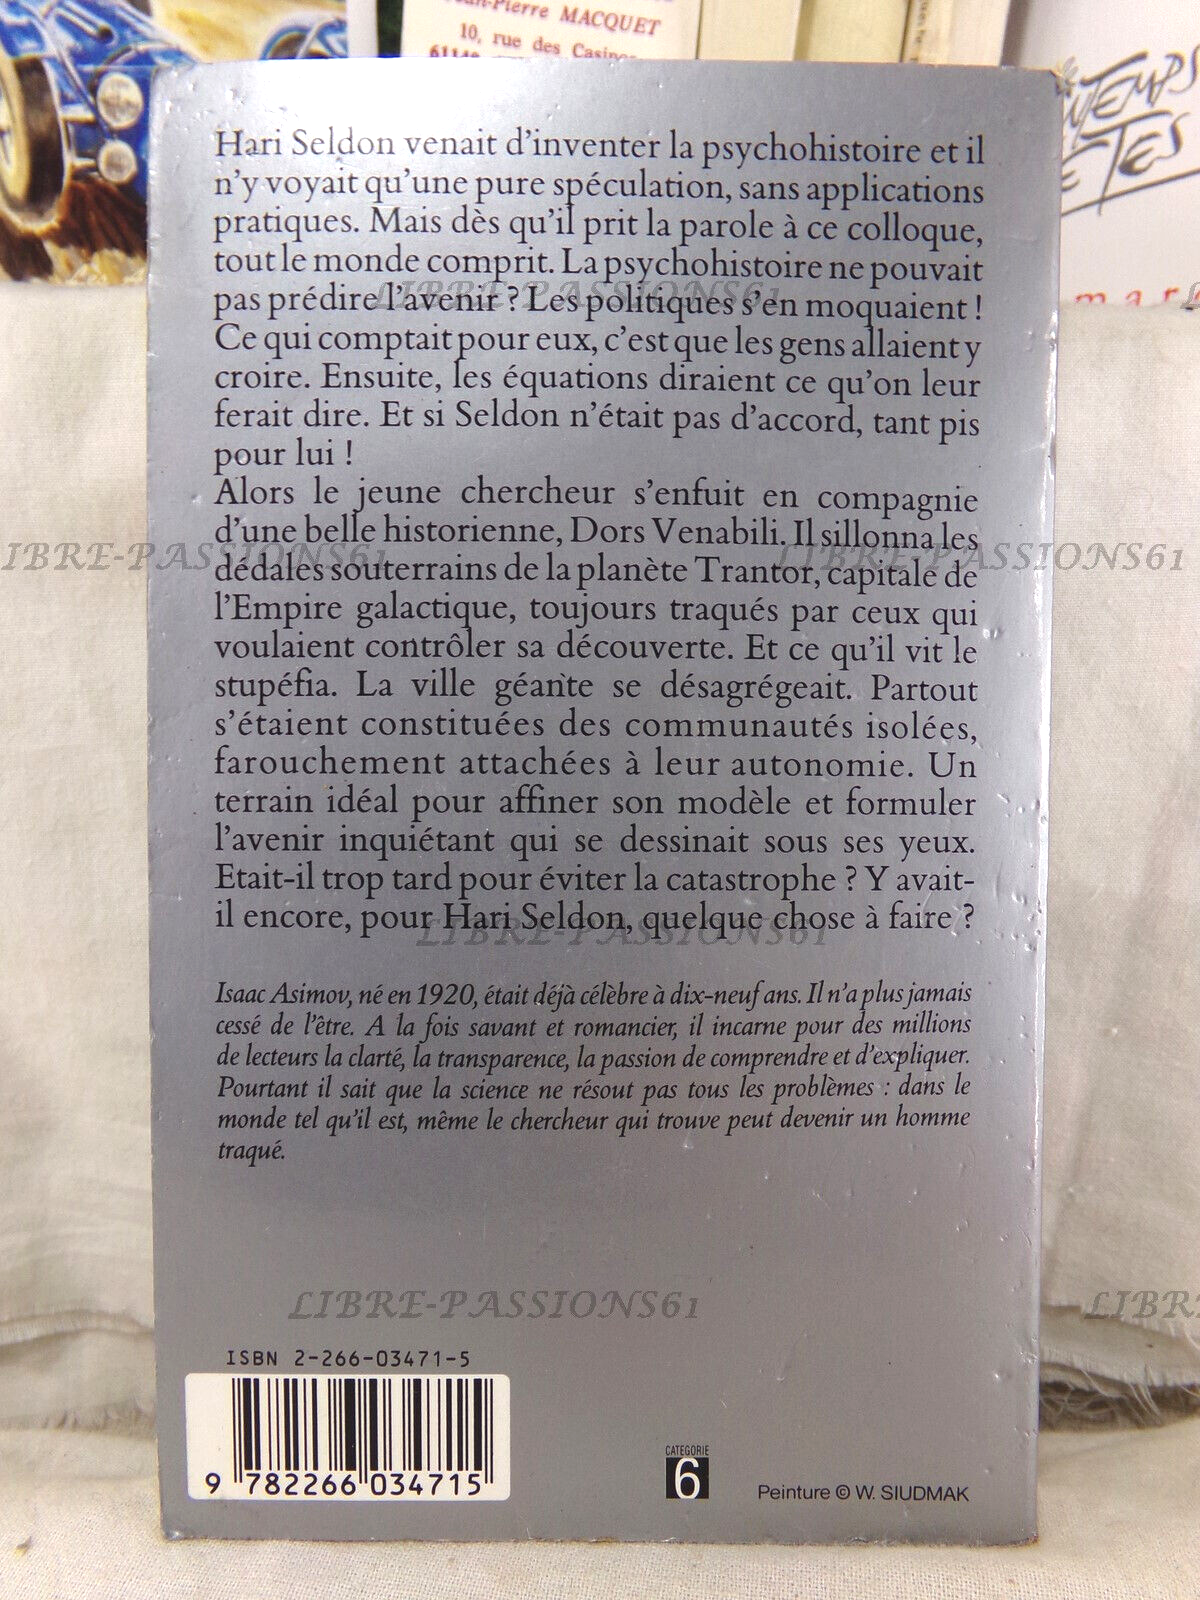 Jean-Pierre MACQUET
10, rue des Casinos
61140
Hari Seldon venait d'inventer la psychohistoire et il
n'y voyait qu'une pure spéculation, sans applications
pratiques. Mais dès qu'il prit la parole à ce colloque,
tout le monde comprit. La psychohistoire ne pouvait
pas prédire l'avenir ? Les politiques s'en moquaient !
Ce qui comptait pour eux, c'est que les gens allaient y
croire. Ensuite, les équations diraient ce qu'on leur
ferait dire. Et si Seldon n'était pas d'accord, tant pis
pour lui !
Alors le jeune chercheur s'enfuit en compagnie
d'une belle historienne, Dors Venabili. Il sillonna les
dédales souterrains de la planète Trantor, capitale de
l'Empire galactique, toujours traqués par ceux qui
voulaient contrôler sa découverte. Et ce qu'il vit le
stupéfia. La ville géante se désagrégeait. Partout
s'étaient constituées des communautés isolées,
farouchement attachées à leur autonomie. Un
terrain idéal pour affiner son modèle et formuler
l'avenir inquiétant qui se dessinait sous ses yeux.
Etait-il trop tard pour éviter la catastrophe ? Y avait-
il encore, pour Hari Seldon, quelque chose à faire ?
Isaac Asimov, né en 1920, était déjà célèbre à dix-neuf ans. Il n'a plus jamais
cessé de l'être. A la fois savant et romancier, il incarne pour des millions
de lecteurs la clarté, la transparence, la passion de comprendre et d'expliquer.
Pourtant il sait que la science ne résout pas tous les problèmes : dans le
monde tel qu'il est, même le chercheur qui trouve peut devenir un homme
traqué.
ISBN 2-266-03471-5
9 782266 034715
CATEGORIE
6
Peinture © W. SIUDMAK
LIBRE-PASSIONS61
IBRE-PASSIONS61
LIBRE-PASSIONS61
LIBRE-PASSIONS61
LIBRE-PASSIONS61
LIBRE-PASS